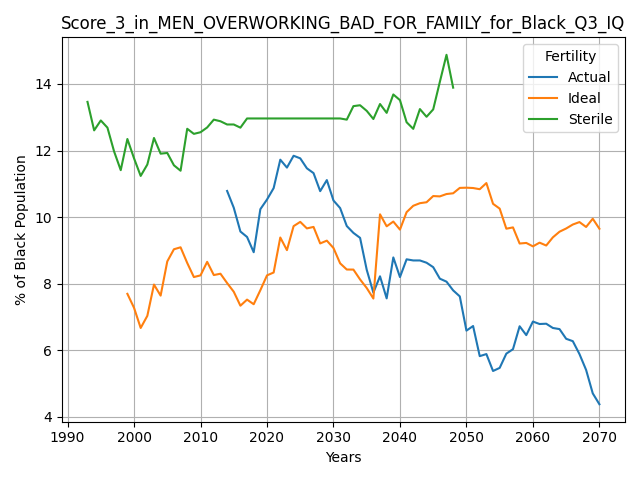 Score_3_in_MEN_OVERWORKING_BAD_FOR_FAMILY_for_Black_Q3_IQ
Fertility
Actual
Ideal
Sterile
% of Black Population
14
12
10
8
6
4
1990 2000 2010 2020 2030 2040 2050 2060 2070
Years